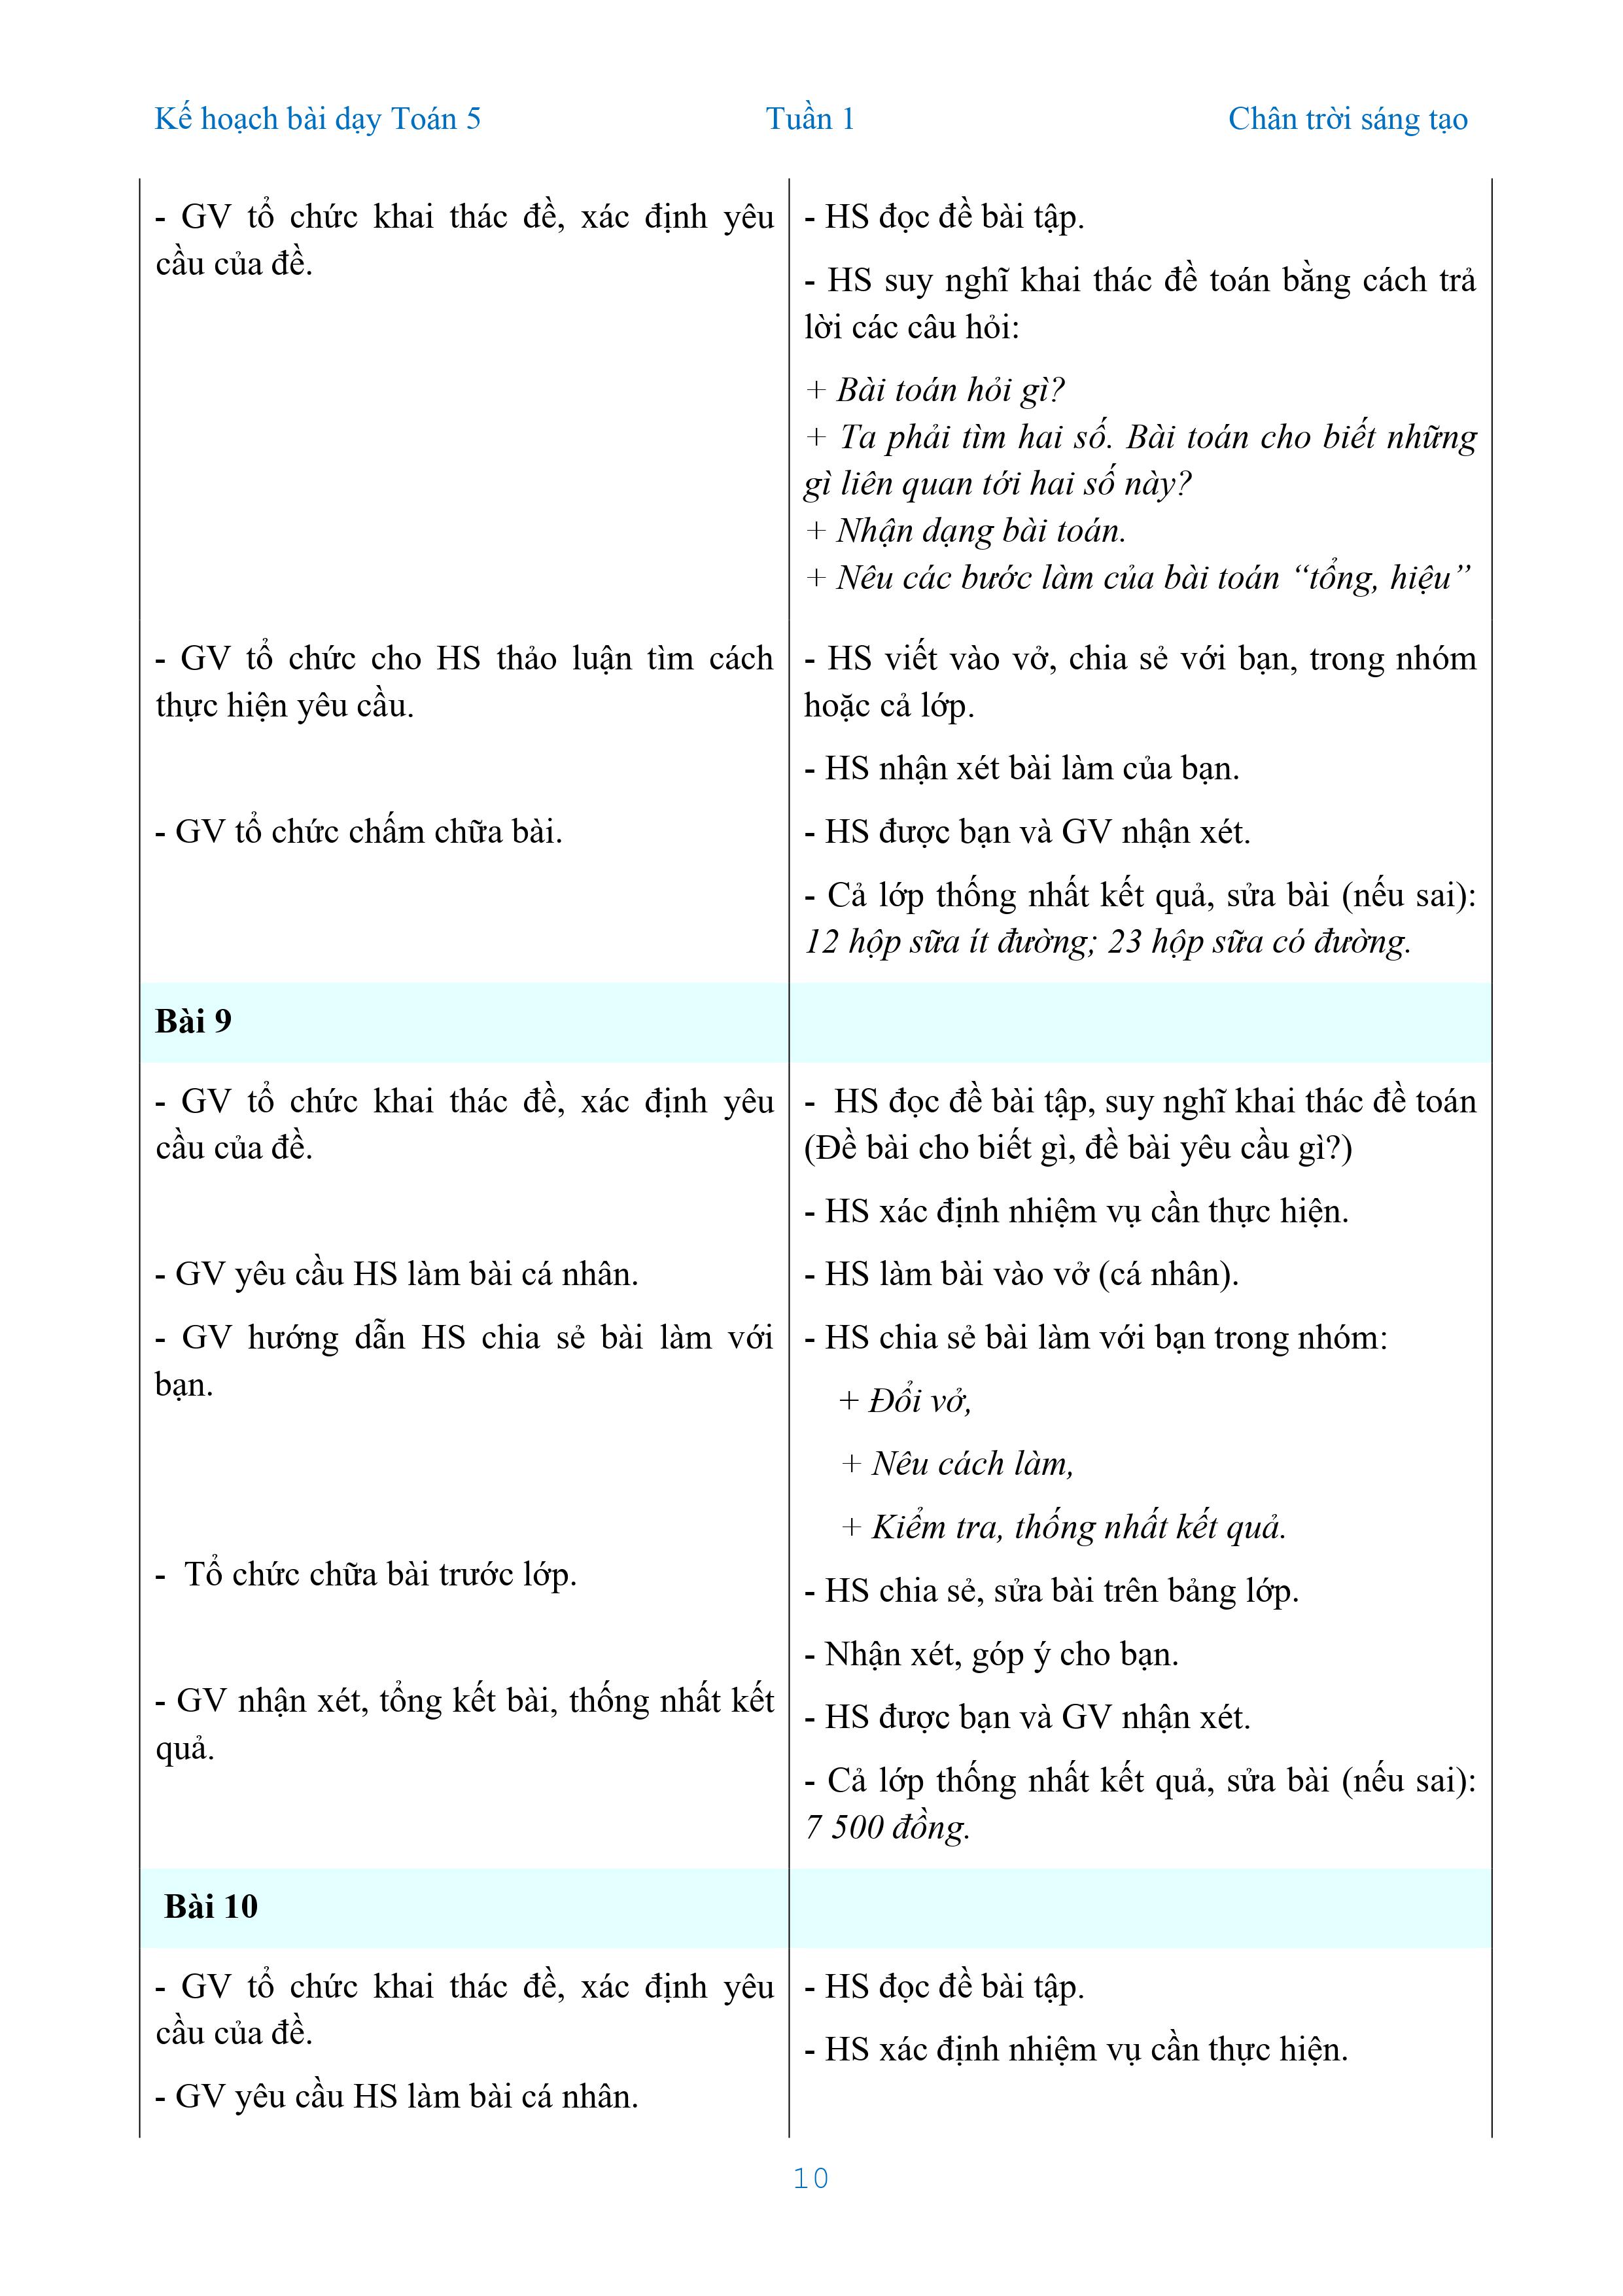 Kế hoạch bài dạy Toán 5 Tuần 1 Chân trời sáng tạo
- GV tổ chức khai thác đề, xác định yêu
cầu của đề.
- HS đọc đề bài tập.
- HS suy nghĩ khai thác đề toán bằng cách trả
lời các câu hỏi:
+ Bài toán hỏi gì?
+ Ta phải tìm hai số. Bài toán cho biết những
gì liên quan tới hai số này?
+ Nhận dạng bài toán.
+ Nêu các bước làm của bài toán “tổng, hiệu”
- GV tổ chức cho HS thảo luận tìm cách
thực hiện yêu cầu.
- GV tổ chức chấm chữa bài.
- HS viết vào vở, chia sẻ với bạn, trong nhóm
hoặc cả lớp.
- HS nhận xét bài làm của bạn.
- HS được bạn và GV nhận xét.
- Cả lớp thống nhất kết quả, sửa bài (nếu sai):
12 hộp sữa ít đường; 23 hộp sữa có đường.
Bài 9
- GV tổ chức khai thác đề, xác định yêu
cầu của đề.
- GV yêu cầu HS làm bài cá nhân.
- GV hướng dẫn HS chia sẻ bài làm với
bạn.
- Tổ chức chữa bài trước lớp.
- GV nhận xét, tổng kết bài, thống nhất kết
quả.
- HS đọc đề bài tập, suy nghĩ khai thác đề toán
(Đề bài cho biết gì, đề bài yêu cầu gì?)
- HS xác định nhiệm vụ cần thực hiện.
- HS làm bài vào vở (cá nhân).
- HS chia sẻ bài làm với bạn trong nhóm:
+ Đổi vở,
+ Nêu cách làm,
+ Kiểm tra, thống nhất kết quả.
- HS chia sẻ, sửa bài trên bảng lớp.
- Nhận xét, góp ý cho bạn.
- HS được bạn và GV nhận xét.
- Cả lớp thống nhất kết quả, sửa bài (nếu sai):
7 500 đồng.
Bài 10
- GV tổ chức khai thác đề, xác định yêu
cầu của đề.
- GV yêu cầu HS làm bài cá nhân.
- HS đọc đề bài tập.
- HS xác định nhiệm vụ cần thực hiện.
10